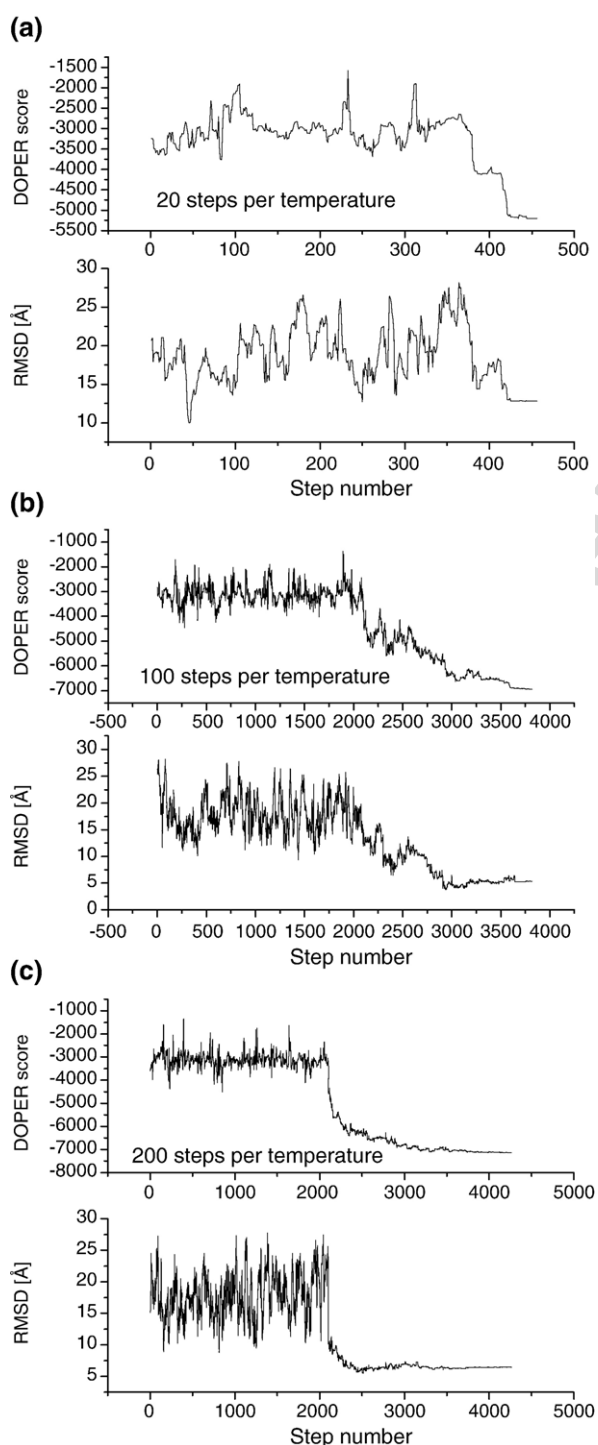 (a)
-1500
-2000
-2500
-3000
-3500
-4000
-4500
-5000
-5500
DOPER score
20 steps per temperature
0 100 200 300 400 500
30
25
20
15
10
RMSD [Å]
0 100 200 300 400 500
Step number
(b)
-1000
-2000
-3000
-4000
-5000
-6000
-7000
DOPER score
100 steps per temperature
-500 0 500 1000 1500 2000 2500 3000 3500 4000
30
25
20
15
10
5
0
RMSD [Å]
-500 0 500 1000 1500 2000 2500 3000 3500 4000
Step number
(c)
-1000
-2000
-3000
-4000
-5000
-6000
-7000
-8000
DOPER score
200 steps per temperature
0 1000 2000 3000 4000 5000
30
25
20
15
10
5
RMSD [Å]
0 1000 2000 3000 4000 5000
Step number